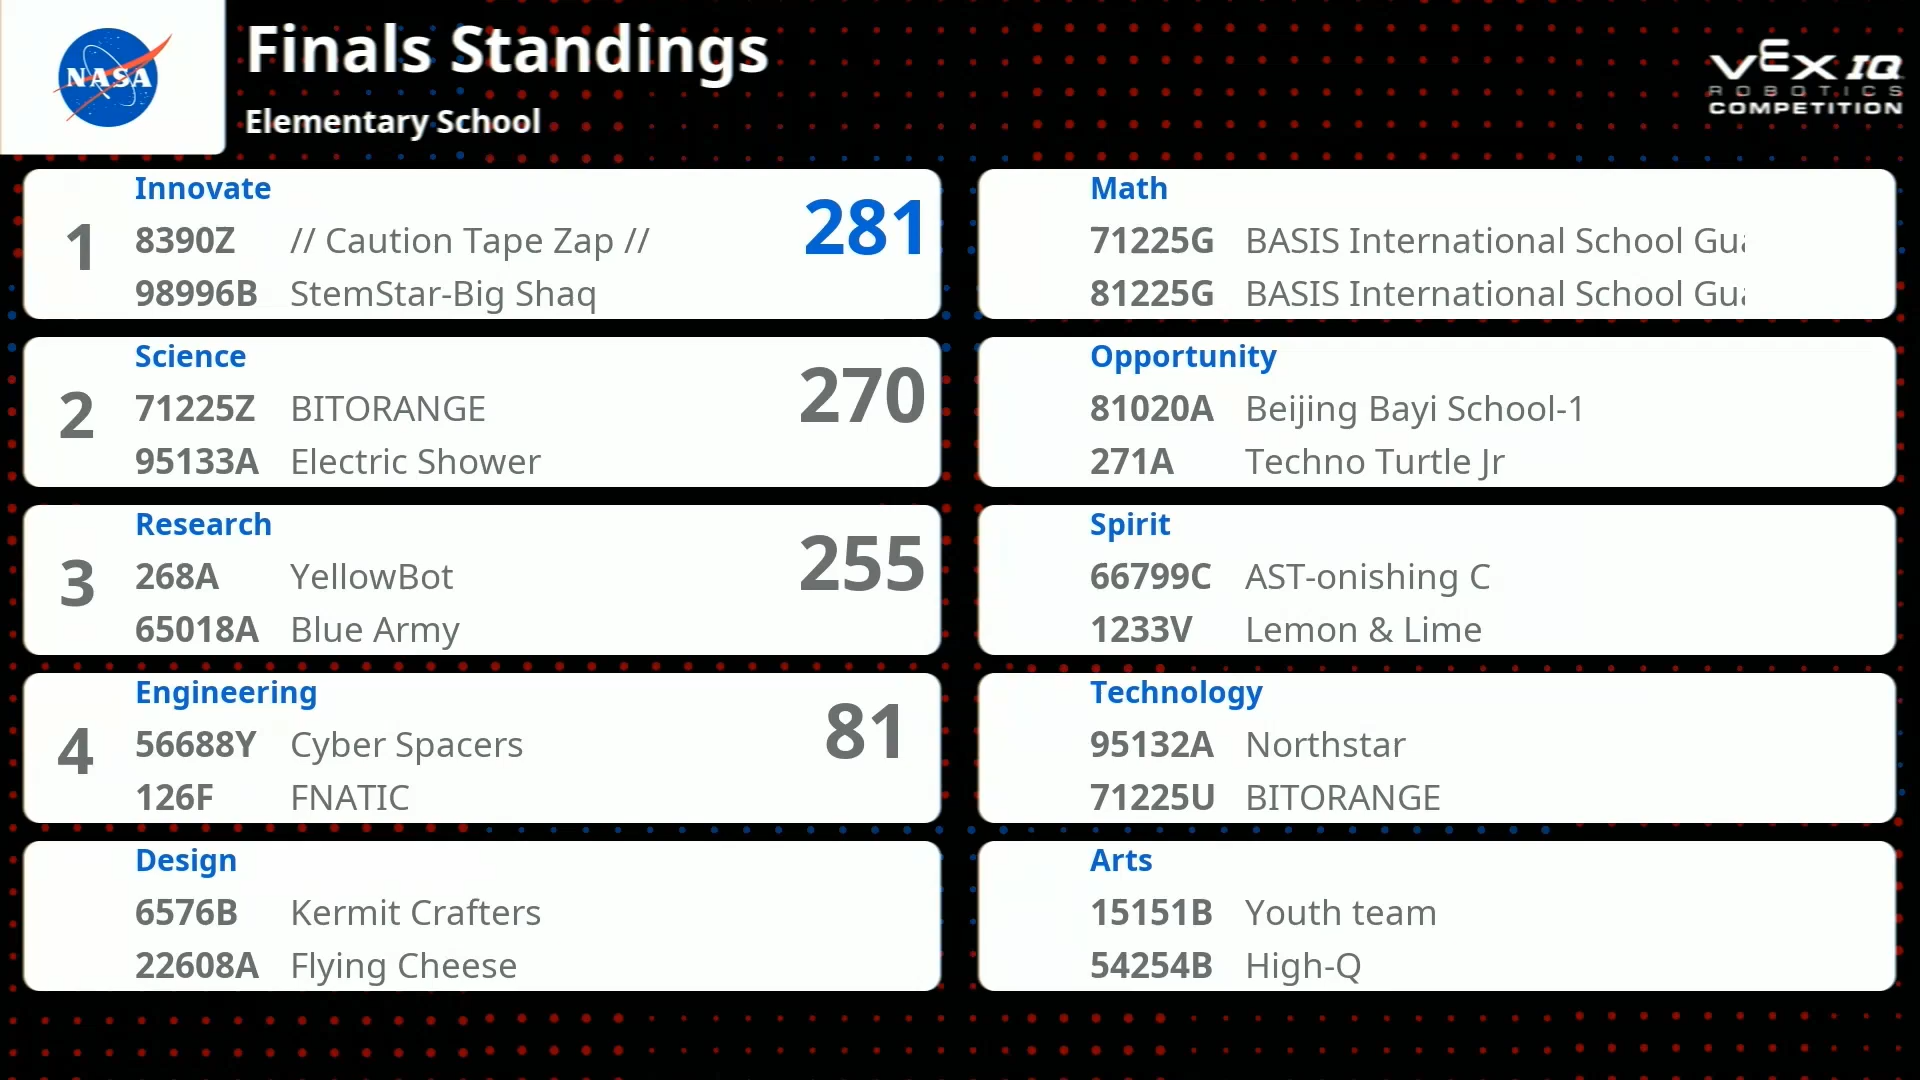 NASA
Finals Standings
Elementary School
VEX IQ
ROBOTICS
COMPETITION
1
Innovate
8390Z // Caution Tape Zap //
98996B StemStar-Big Shaq
281
2
Science
71225Z BITORANGE
95133A Electric Shower
270
3
Research
268A YellowBot
65018A Blue Army
255
4
Engineering
56688Y Cyber Spacers
126F FNATIC
81
Design
6576B Kermit Crafters
22608A Flying Cheese
Math
71225G BASIS International School Gua
81225G BASIS International School Gua
Opportunity
81020A Beijing Bayi School-1
271A Techno Turtle Jr
Spirit
66799C AST-onishing C
1233V Lemon & Lime
Technology
95132A Northstar
71225U BITORANGE
Arts
15151B Youth team
54254B High-Q